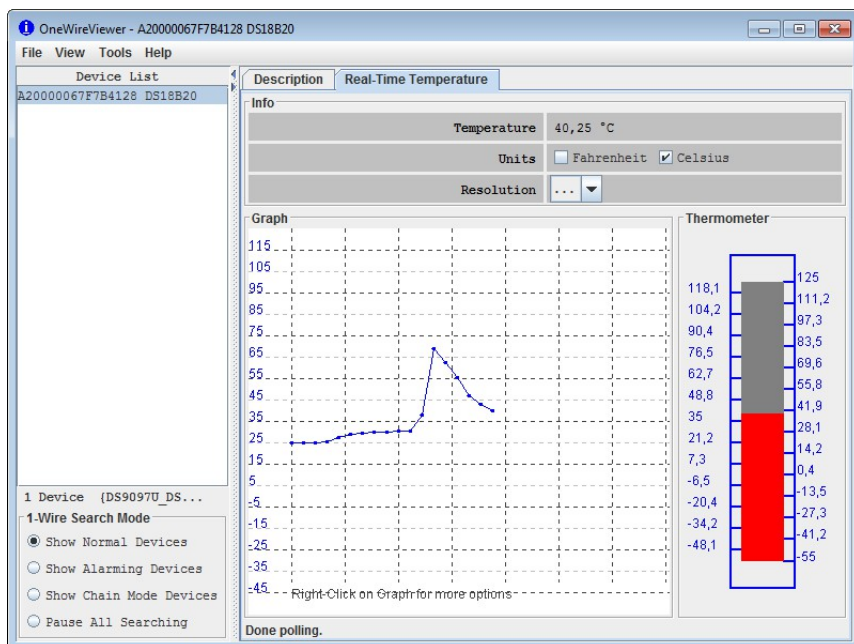 OneWireViewer - A20000067F7B4128 DS18B20
File View Tools Help
Device List
A20000067F7B4128 DS18B20
1 Device {DS9097U_DS...
1-Wire Search Mode
Show Normal Devices
Show Alarming Devices
Show Chain Mode Devices
Pause All Searching
Description Real-Time Temperature
Info
Temperature 40,25 °C
Units Fahrenheit Celsius
Resolution ...
Graph
115
105
95
85
75
65
55
45
35
25
15
5
-5
-15
-25
-35
-45
Right-Click on Graph for more options
Thermometer
125
118,1
111,2
104,2
97,3
90,4
83,5
76,5
69,6
62,7
55,8
48,8
41,9
35
28,1
21,2
14,2
7,3
0,4
-6,5
-13,5
-20,4
-27,3
-34,2
-41,2
-48,1
-55
Done polling.